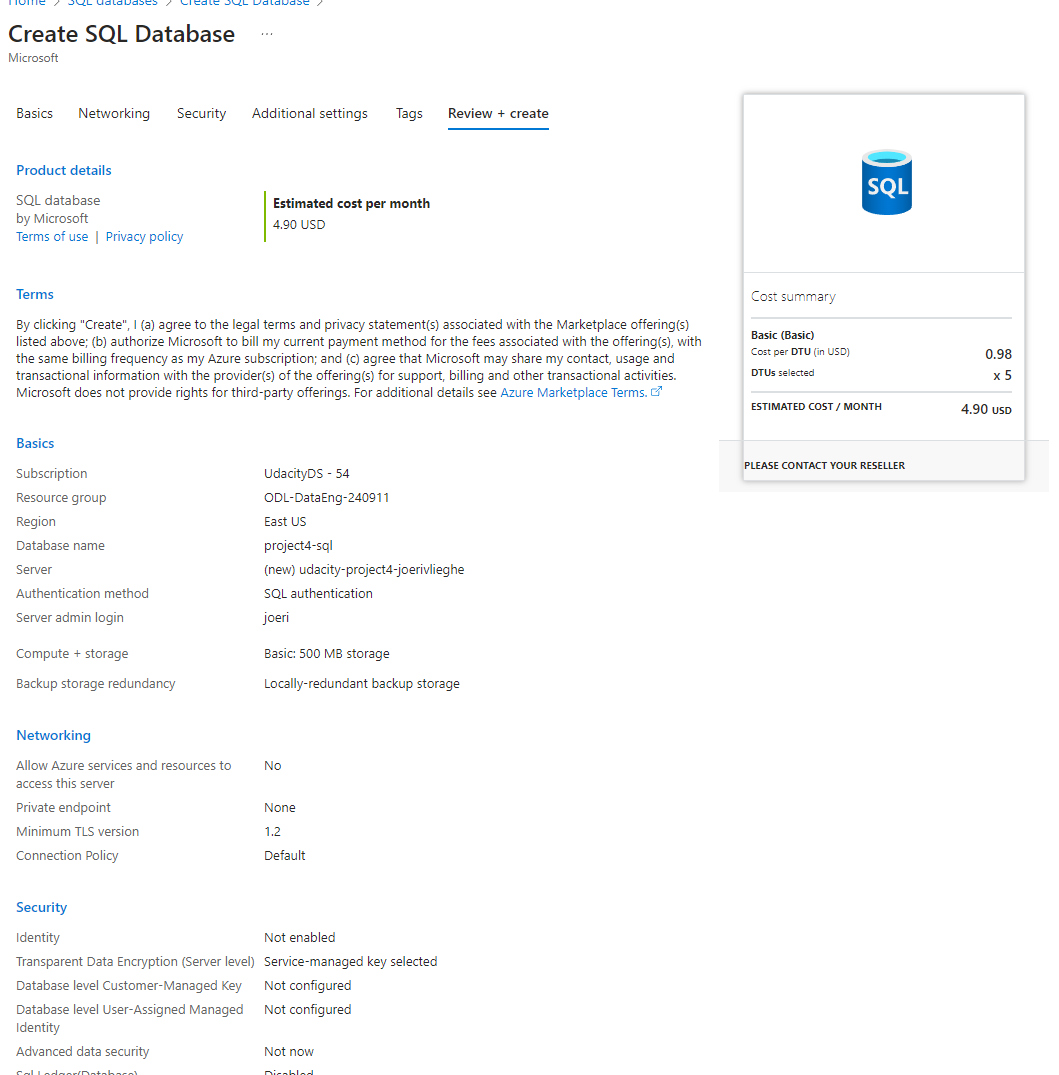 Home > SQL databases > Create SQL Database >
Create SQL Database ...
Microsoft
Basics Networking Security Additional settings Tags Review + create
Product details
SQL database
by Microsoft
Terms of use | Privacy policy
Estimated cost per month
4.90 USD
Terms
By clicking "Create", I (a) agree to the legal terms and privacy statement(s) associated with the Marketplace offering(s)
listed above; (b) authorize Microsoft to bill my current payment method for the fees associated with the offering(s), with
the same billing frequency as my Azure subscription; and (c) agree that Microsoft may share my contact, usage and
transactional information with the provider(s) of the offering(s) for support, billing and other transactional activities.
Microsoft does not provide rights for third-party offerings. For additional details see Azure Marketplace Terms.
Basics
Subscription UdacityDS - 54
Resource group ODL-DataEng-240911
Region East US
Database name project4-sql
Server (new) udacity-project4-joerivlieghe
Authentication method SQL authentication
Server admin login joeri
Compute + storage Basic: 500 MB storage
Backup storage redundancy Locally-redundant backup storage
Networking
Allow Azure services and resources to No
access this server
Private endpoint None
Minimum TLS version 1.2
Connection Policy Default
Security
Identity Not enabled
Transparent Data Encryption (Server level) Service-managed key selected
Database level Customer-Managed Key Not configured
Database level User-Assigned Managed Not configured
Identity
Advanced data security Not now
Sql Ledger(Database) Disabled
SQL
Cost summary
Basic (Basic)
Cost per DTU (in USD) 0.98
DTUs selected x 5
ESTIMATED COST / MONTH 4.90 USD
PLEASE CONTACT YOUR RESELLER